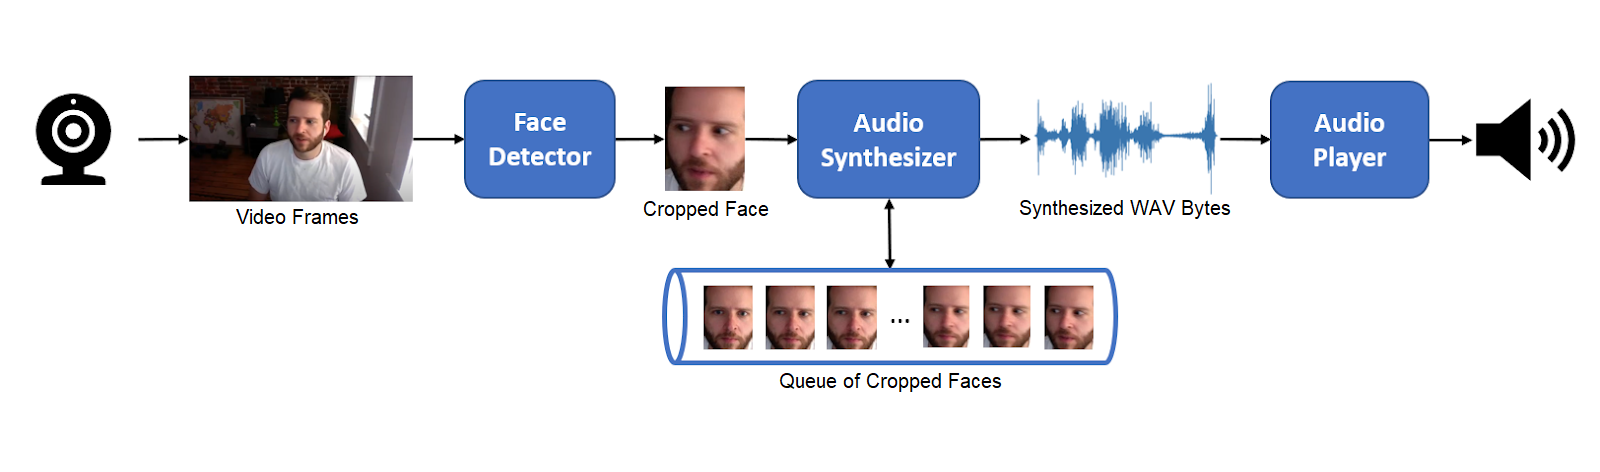 Face
Detector
Audio
Synthesizer
Audio
Player
Video Frames
Cropped Face
Synthesized WAV Bytes
...
Queue of Cropped Faces